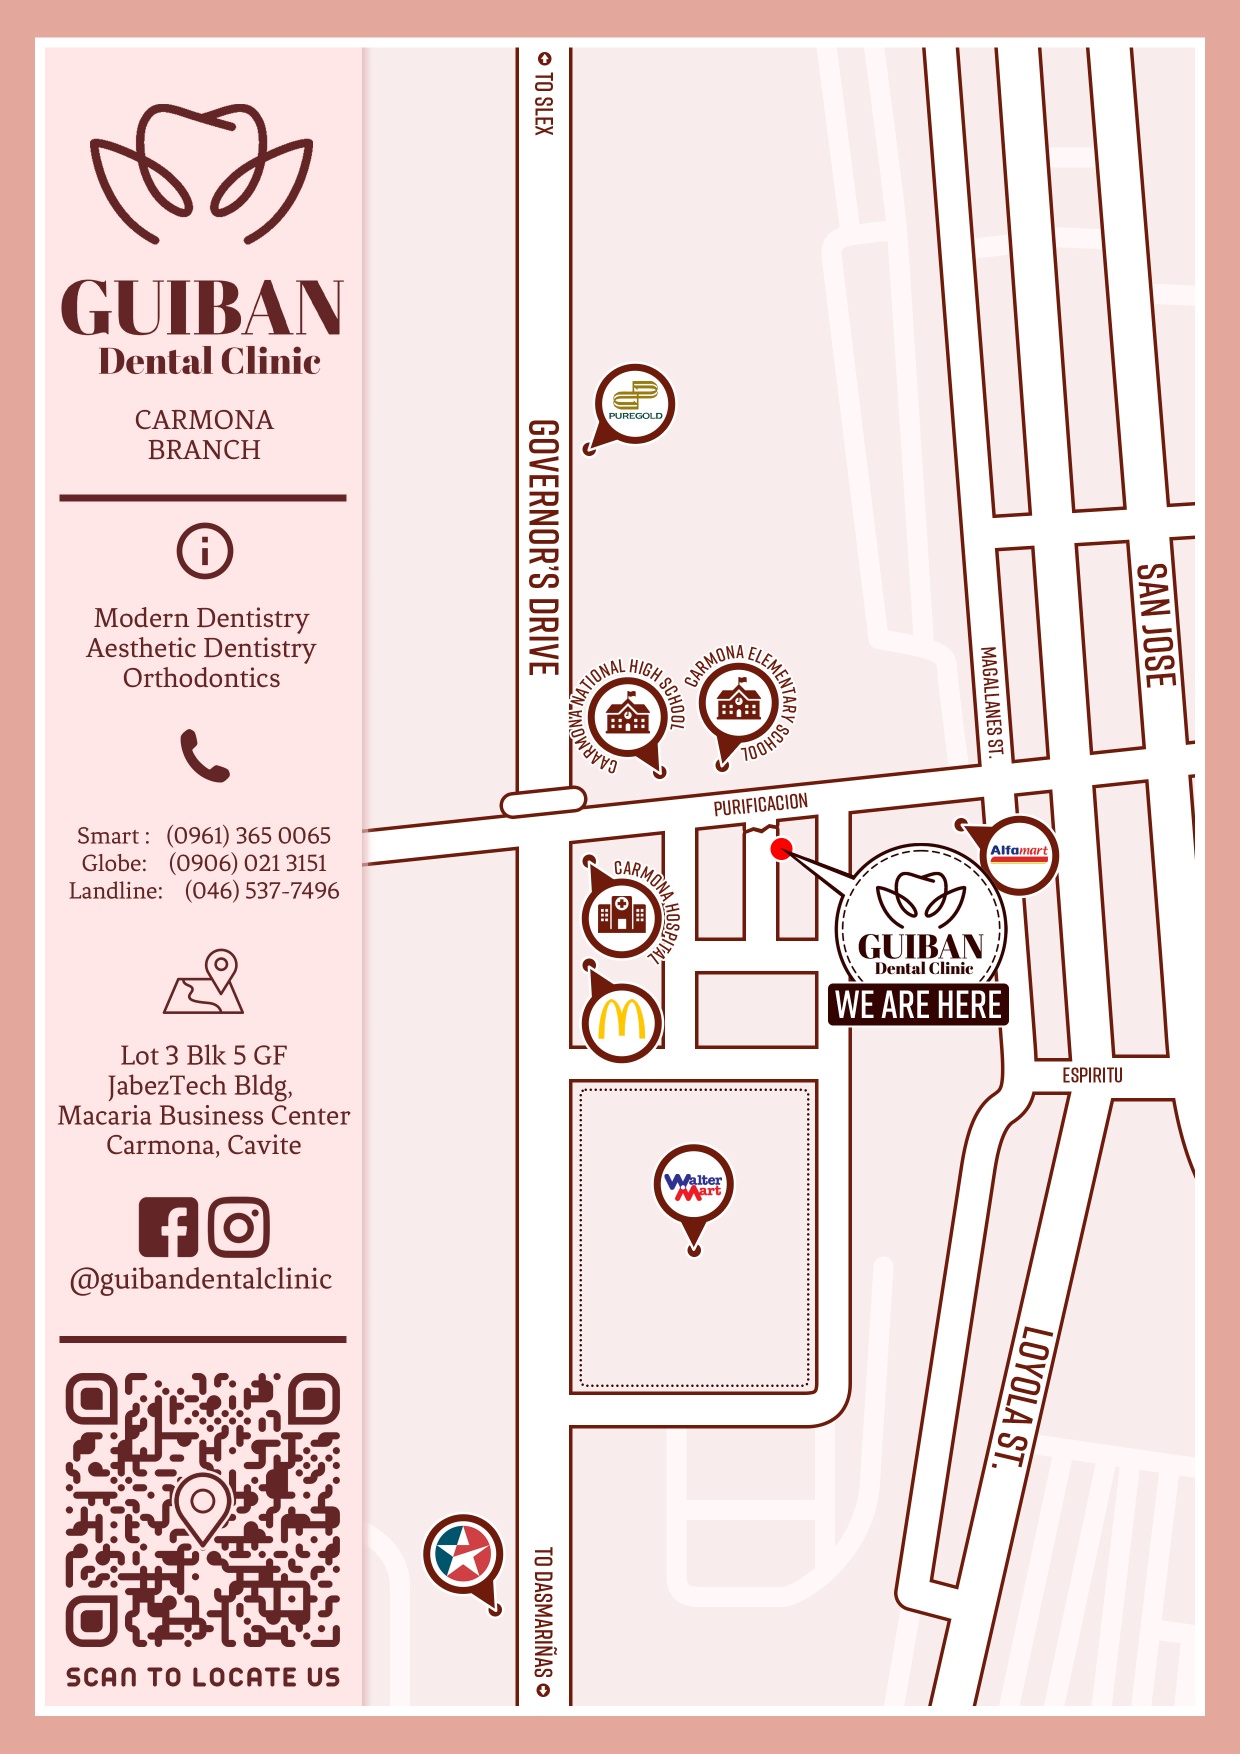 GUIBAN
Dental Clinic
CARMONA
BRANCH
Modern Dentistry
Aesthetic Dentistry
Orthodontics
Smart : (0961) 365 0065
Globe: (0906) 021 3151
Landline: (046) 537-7496
Lot 3 Blk 5 GF
JabezTech Bldg,
Macaria Business Center
Carmona, Cavite
@guibandentalclinic
SCAN TO LOCATE US
TO SLEX
PUREGOLD
GOVERNOR'S DRIVE
SAN JOSE
MAGALLANES ST.
CAARMONA NATIONAL HIGH SCHOOL
CARMONA ELEMENTARY SCHOOL
PURIFICACION
Alfamart
CARMONA HOSPITAL
GUIBAN
Dental Clinic
WE ARE HERE
ESPIRITU
Walter
Mart
LOYOLA ST.
TO DASMARIÑAS